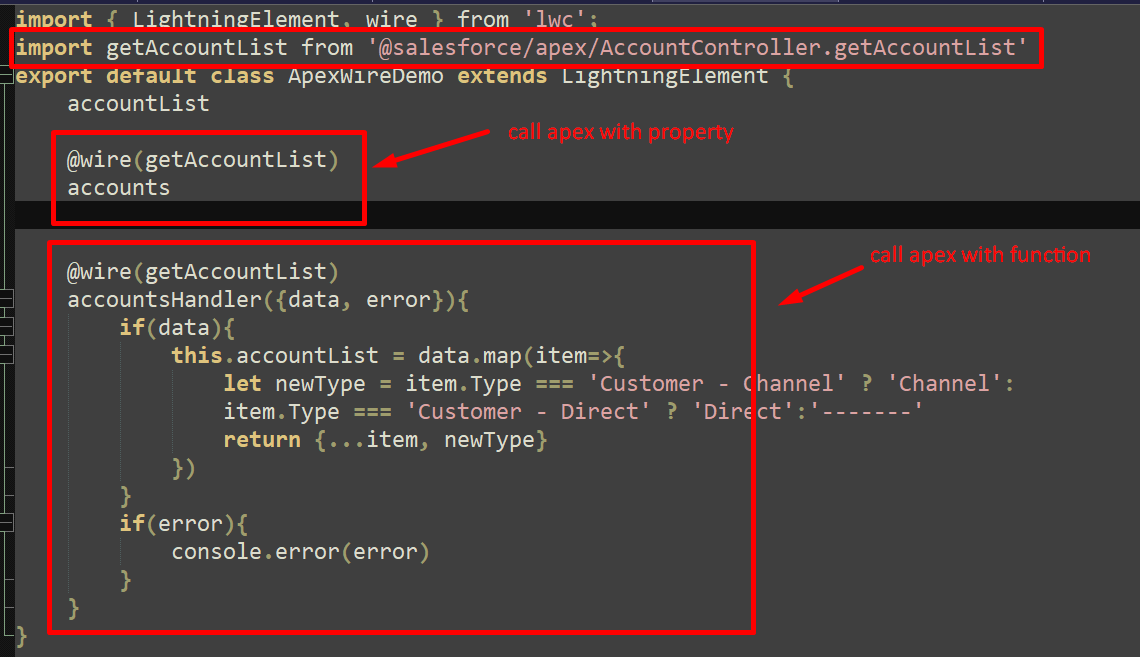 import { LightningElement, wire } from 'lwc';
import getAccountList from '@salesforce/apex/AccountController.getAccountList'
export default class ApexWireDemo extends LightningElement {
accountList
call apex with property
@wire(getAccountList)
accounts
call apex with function
@wire(getAccountList)
accountsHandler({data, error}){
if(data){
this.accountList = data.map(item=>{
let newType = item.Type === 'Customer - Channel' ? 'Channel':
item.Type === 'Customer - Direct' ? 'Direct':'-------'
return {...item, newType}
})
}
if(error){
console.error(error)
}
}
}